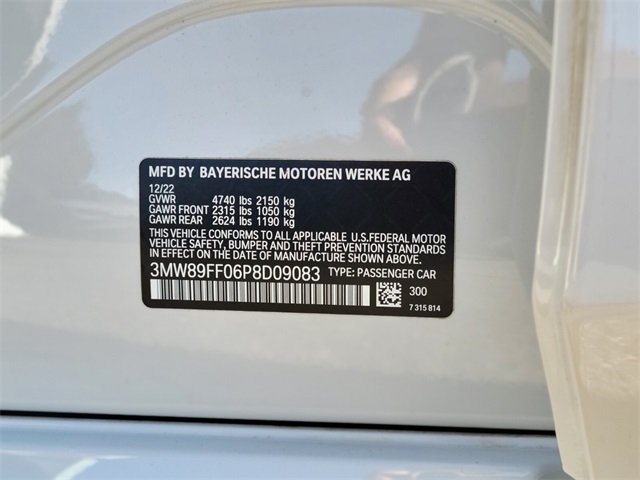 MFD BY BAYERISCHE MOTOREN WERKE AG
12/22
GVWR 4740 lbs 2150 kg
GAWR FRONT 2315 lbs 1050 kg
GAWR REAR 2624 lbs 1190 kg
THIS VEHICLE CONFORMS TO ALL APPLICABLE U.S.FEDERAL MOTOR
VEHICLE SAFETY, BUMPER AND THEFT PREVENTION STANDARDS
IN EFFECT ON THE DATE OF MANUFACTURE SHOWN ABOVE.
3MW89FF06P8D09083 TYPE: PASSENGER CAR
300
7 315 814